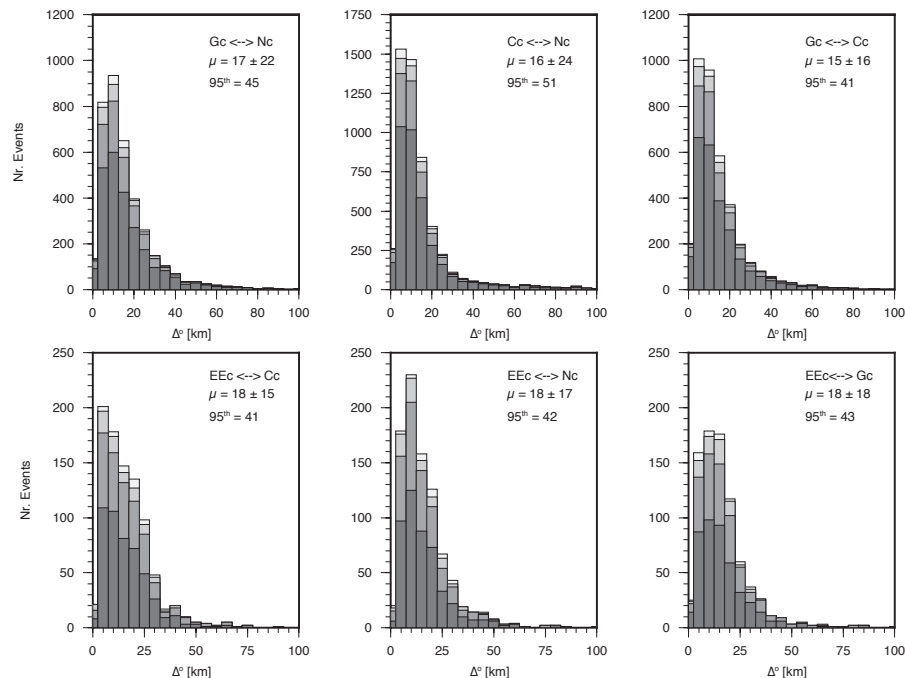 1200
1000
800
600
400
200
0
Nr. Events
Gc <--> Nc
µ = 17 ± 22
95th = 45
0 20 40 60 80 100
Δo [km]
1750
1500
1250
1000
750
500
250
0
Cc <--> Nc
µ = 16 ± 24
95th = 51
0 20 40 60 80 100
Δo [km]
1200
1000
800
600
400
200
0
Gc <--> Cc
µ = 15 ± 16
95th = 41
0 20 40 60 80 100
Δo [km]
250
200
150
100
50
0
Nr. Events
EEc <--> Cc
µ = 18 ± 15
95th = 41
0 25 50 75 100
Δo [km]
250
200
150
100
50
0
EEc <--> Nc
µ = 18 ± 17
95th = 42
0 25 50 75 100
Δo [km]
250
200
150
100
50
0
EEc<--> Gc
µ = 18 ± 18
95th = 43
0 25 50 75 100
Δo [km]